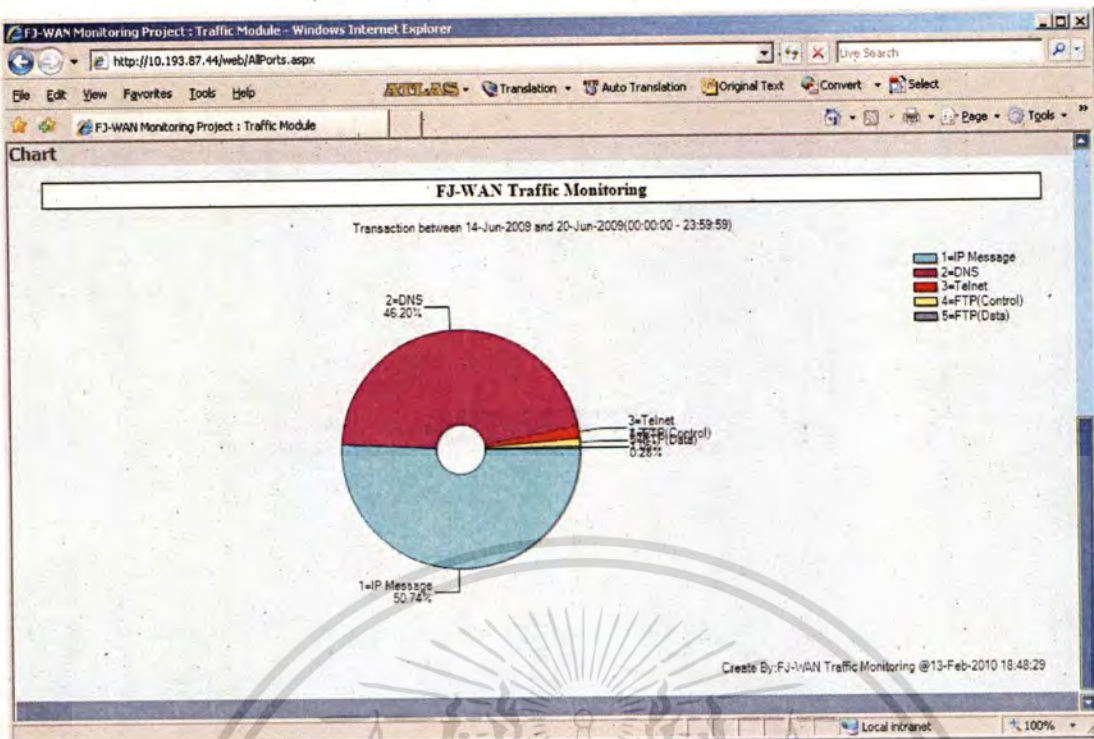 FJ-WAN Monitoring Project : Traffic Module - Windows Internet Explorer
http://10.193.87.44/web/AllPorts.aspx
Live Search
File Edit View Favorites Tools Help
ATLAS Translation Auto Translation Original Text Convert Select
FJ-WAN Monitoring Project : Traffic Module
Page Tools
Chart
FJ-WAN Traffic Monitoring
Transaction between 14-Jun-2009 and 20-Jun-2009(00:00:00 - 23:59:59)
1=IP Message
2=DNS
3=Telnet
4=FTP(Control)
5=FTP(Data)
2=DNS
46.20%
3=Telnet
0.28%
1=IP Message
50.74%
Create By:FJ-WAN Traffic Monitoring @13-Feb-2010 18:48:29
Local intranet 100%